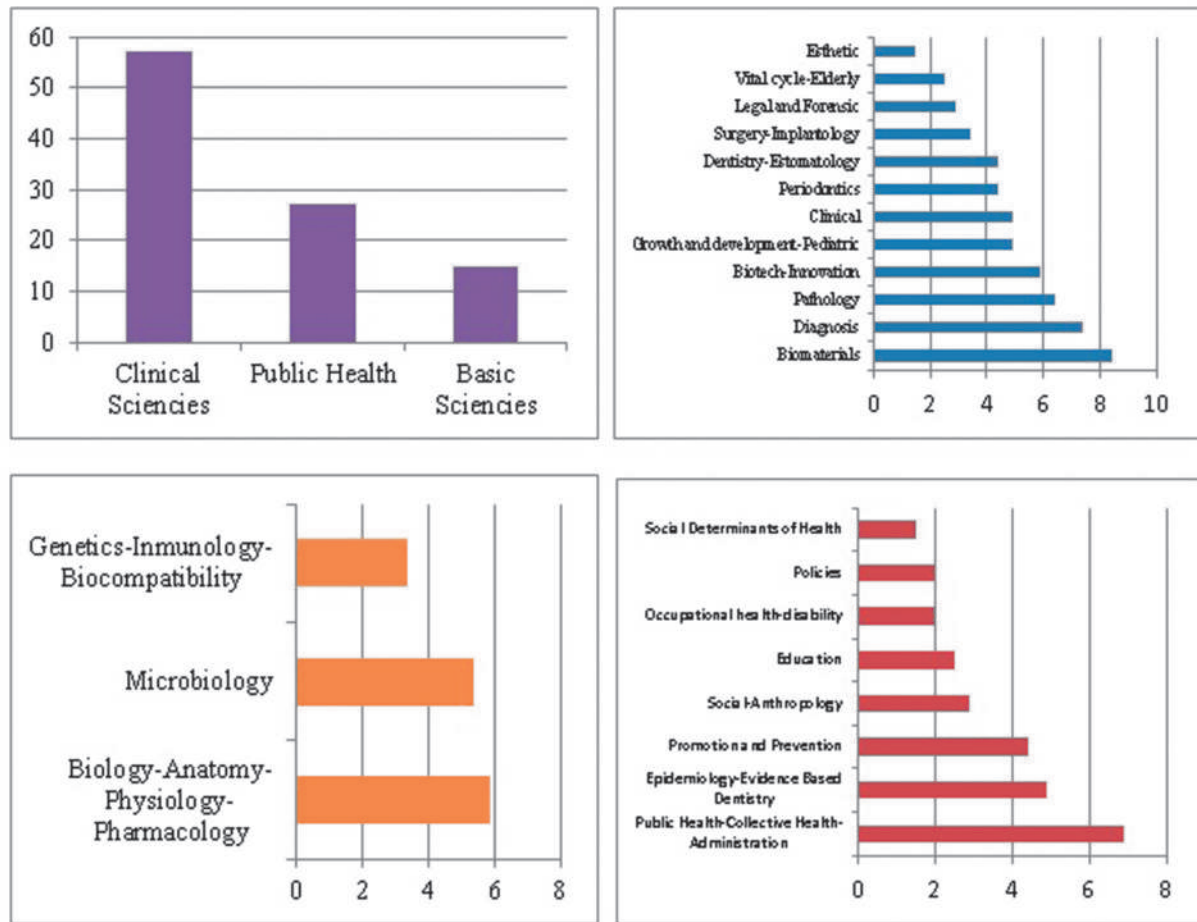 60
50
40
30
20
10
0
Clinical
Sciencies
Public Health
Basic
Sciencies
Esthetic
Vital cycle-Elderly
Legal and Forensic
Surgery-Implantology
Dentistry-Estomatology
Periodontics
Clinical
Growth and development-Pediatric
Biotech-Innovation
Pathology
Diagnosis
Biomaterials
0 2 4 6 8 10
Genetics-Inmunology-
Biocompatibility
Microbiology
Biology-Anatomy-
Physiology-
Pharmacology
0 2 4 6 8
Social Determinants of Health
Policies
Occupational health-disability
Education
Social-Anthropology
Promotion and Prevention
Epidemiology-Evidence Based
Dentistry
Public Health-Collective Health-
Administration
0 2 4 6 8